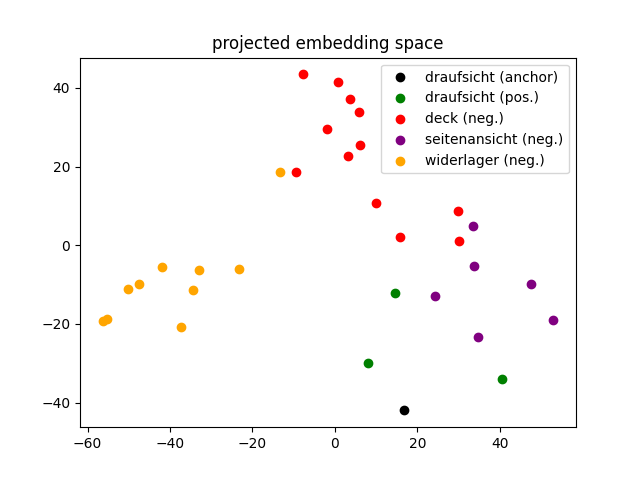 projected embedding space
draufsicht (anchor)
draufsicht (pos.)
deck (neg.)
seitenansicht (neg.)
widerlager (neg.)
40
20
0
−20
−40
−60 −40 −20 0 20 40